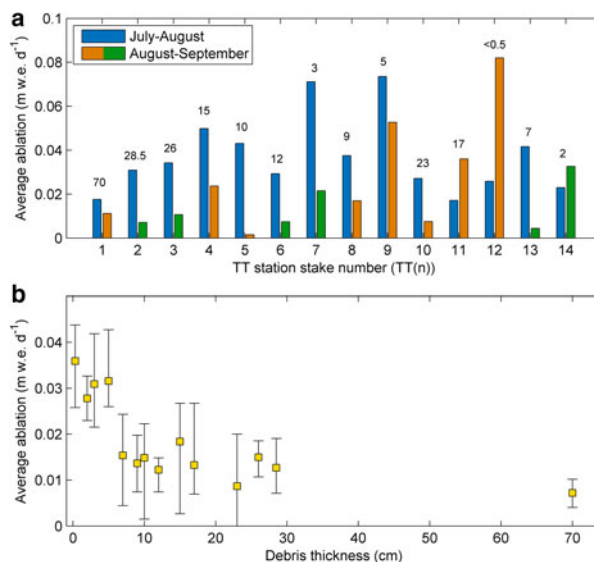 a
0.1
0.08
0.06
0.04
0.02
0
Average ablation (m w.e. d⁻¹)
July-August
August-September
70
28.5
26
15
10
12
3
9
5
23
17
<0.5
7
2
1 2 3 4 5 6 7 8 9 10 11 12 13 14
TT station stake number (TT(n))
b
0.04
0.03
0.02
0.01
0
Average ablation (m w.e. d⁻¹)
0 10 20 30 40 50 60 70
Debris thickness (cm)